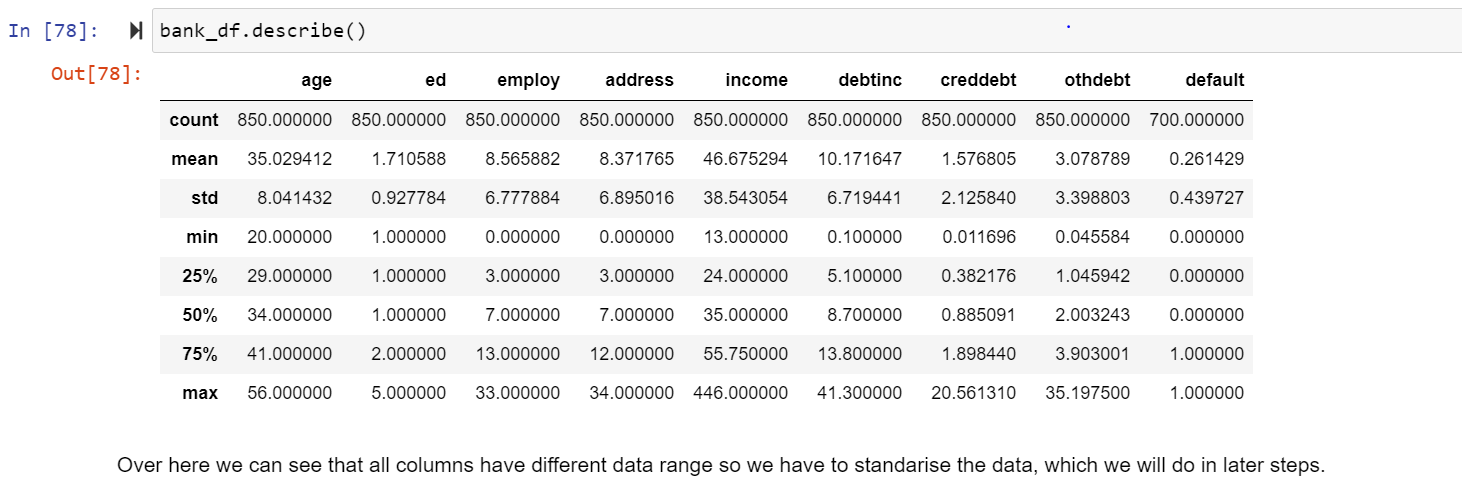 In [78]: bank_df.describe()
Out[78]:
age ed employ address income debtinc creddebt othdebt default
count 850.000000 850.000000 850.000000 850.000000 850.000000 850.000000 850.000000 850.000000 700.000000
mean 35.029412 1.710588 8.565882 8.371765 46.675294 10.171647 1.576805 3.078789 0.261429
std 8.041432 0.927784 6.777884 6.895016 38.543054 6.719441 2.125840 3.398803 0.439727
min 20.000000 1.000000 0.000000 0.000000 13.000000 0.100000 0.011696 0.045584 0.000000
25% 29.000000 1.000000 3.000000 3.000000 24.000000 5.100000 0.382176 1.045942 0.000000
50% 34.000000 1.000000 7.000000 7.000000 35.000000 8.700000 0.885091 2.003243 0.000000
75% 41.000000 2.000000 13.000000 12.000000 55.750000 13.800000 1.898440 3.903001 1.000000
max 56.000000 5.000000 33.000000 34.000000 446.000000 41.300000 20.561310 35.197500 1.000000
Over here we can see that all columns have different data range so we have to standarise the data, which we will do in later steps.